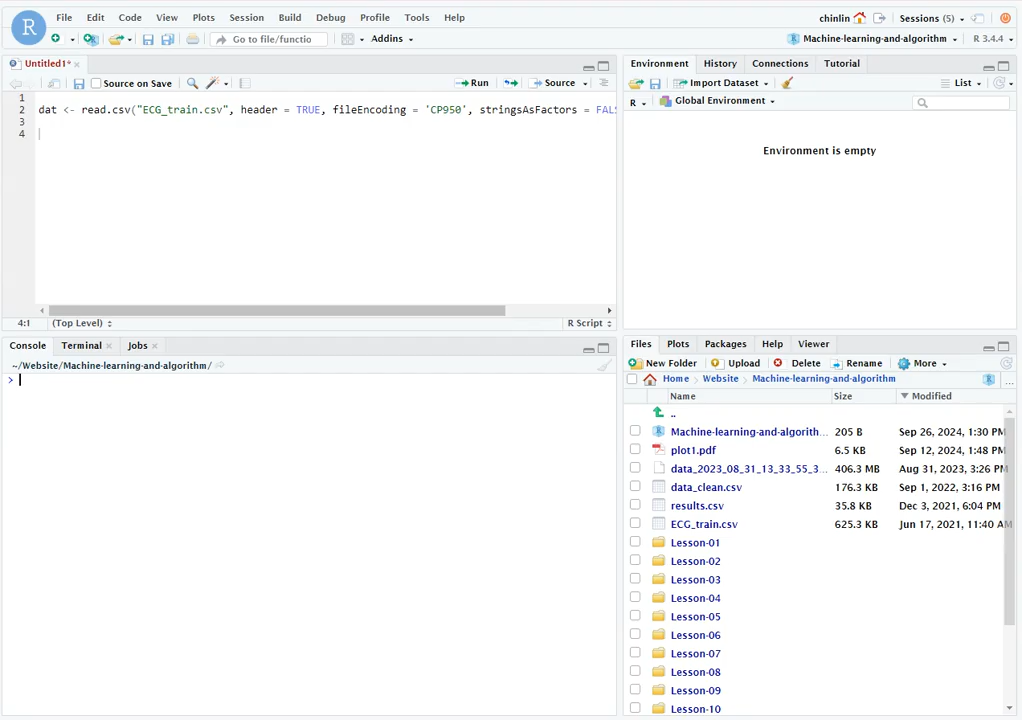 R File Edit Code View Plots Session Build Debug Profile Tools Help chinlin Sessions (5)
Go to file/functio Addins Machine-learning-and-algorithm R 3.4.4
Untitled1*
Source on Save Run Source
1
2 dat <- read.csv("ECG_train.csv", header = TRUE, fileEncoding = 'CP950', stringsAsFactors = FAL
3
4
4:1 (Top Level) R Script
Console Terminal Jobs
~/Website/Machine-learning-and-algorithm/
>
Environment History Connections Tutorial
Import Dataset List
R Global Environment
Environment is empty
Files Plots Packages Help Viewer
New Folder Upload Delete Rename More
Home Website Machine-learning-and-algorithm ...
Name Size Modified
..
Machine-learning-and-algorith... 205 B Sep 26, 2024, 1:30 PM
plot1.pdf 6.5 KB Sep 12, 2024, 1:48 PM
data_2023_08_31_13_33_55_3... 406.3 MB Aug 31, 2023, 3:26 PM
data_clean.csv 176.3 KB Sep 1, 2022, 3:16 PM
results.csv 35.8 KB Dec 3, 2021, 6:04 PM
ECG_train.csv 625.3 KB Jun 17, 2021, 11:40 AM
Lesson-01
Lesson-02
Lesson-03
Lesson-04
Lesson-05
Lesson-06
Lesson-07
Lesson-08
Lesson-09
Lesson-10